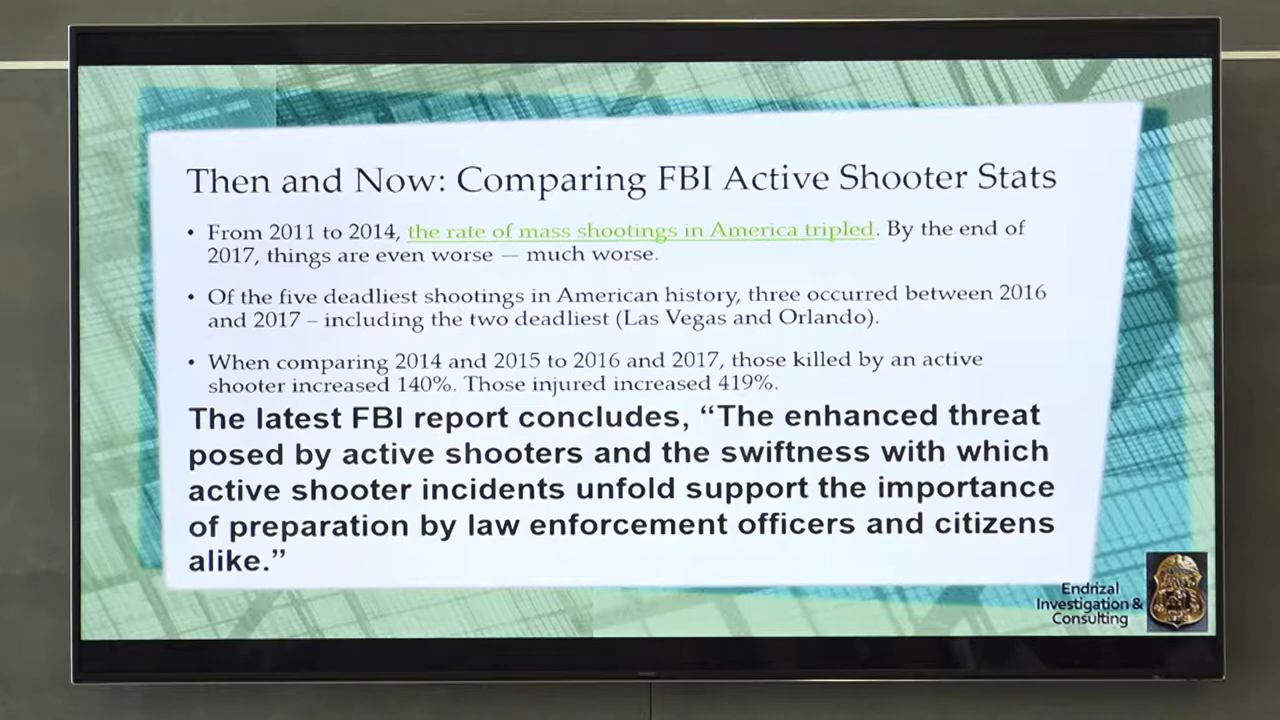 Then and Now: Comparing FBI Active Shooter Stats
• From 2011 to 2014, the rate of mass shootings in America tripled. By the end of
2017, things are even worse — much worse.
• Of the five deadliest shootings in American history, three occurred between 2016
and 2017 – including the two deadliest (Las Vegas and Orlando).
• When comparing 2014 and 2015 to 2016 and 2017, those killed by an active
shooter increased 140%. Those injured increased 419%.
The latest FBI report concludes, “The enhanced threat
posed by active shooters and the swiftness with which
active shooter incidents unfold support the importance
of preparation by law enforcement officers and citizens
alike.”
Endrizal
Investigation &
Consulting